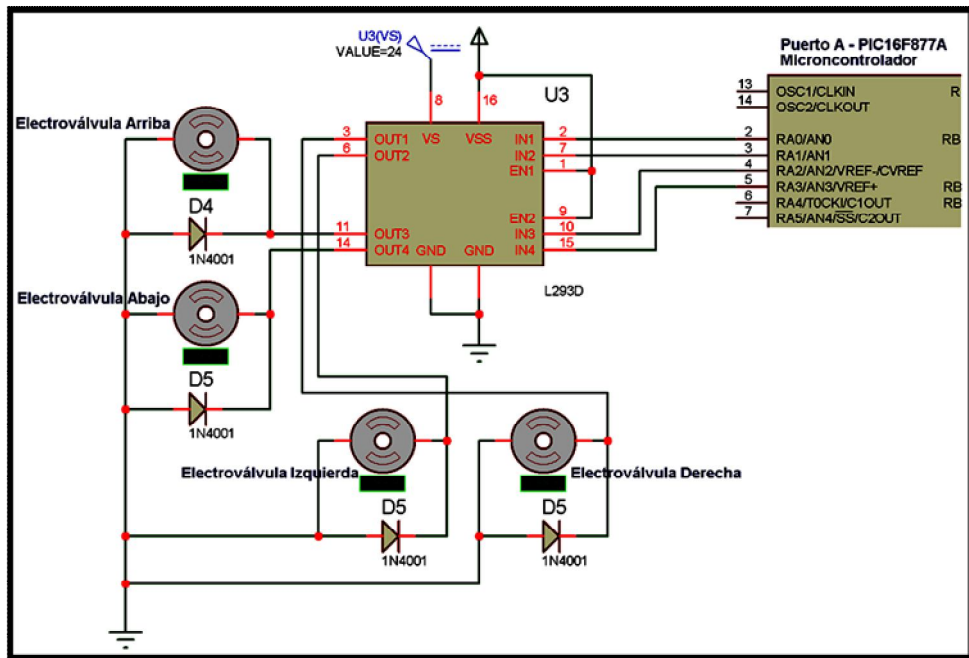 U3(VS)
VALUE=24
Puerto A - PIC16F877A
Microncontrolador
8
16
U3
13
OSC1/CLKIN
R
14
OSC2/CLKOUT
Electroválvula Arriba
3
OUT1
VS
VSS
IN1
2
2
RA0/AN0
RB
6
OUT2
IN2
7
3
RA1/AN1
EN1
1
4
RA2/AN2/VREF-/CVREF
5
RA3/AN3/VREF+
RB
6
RA4/T0CKI/C1OUT
RB
7
RA5/AN4/SS/C2OUT
D4
1N4001
EN2
9
11
OUT3
IN3
10
14
OUT4
GND
GND
IN4
15
L293D
Electroválvula Abajo
D5
1N4001
Electroválvula Izquierda
Electroválvula Derecha
D5
1N4001
D5
1N4001